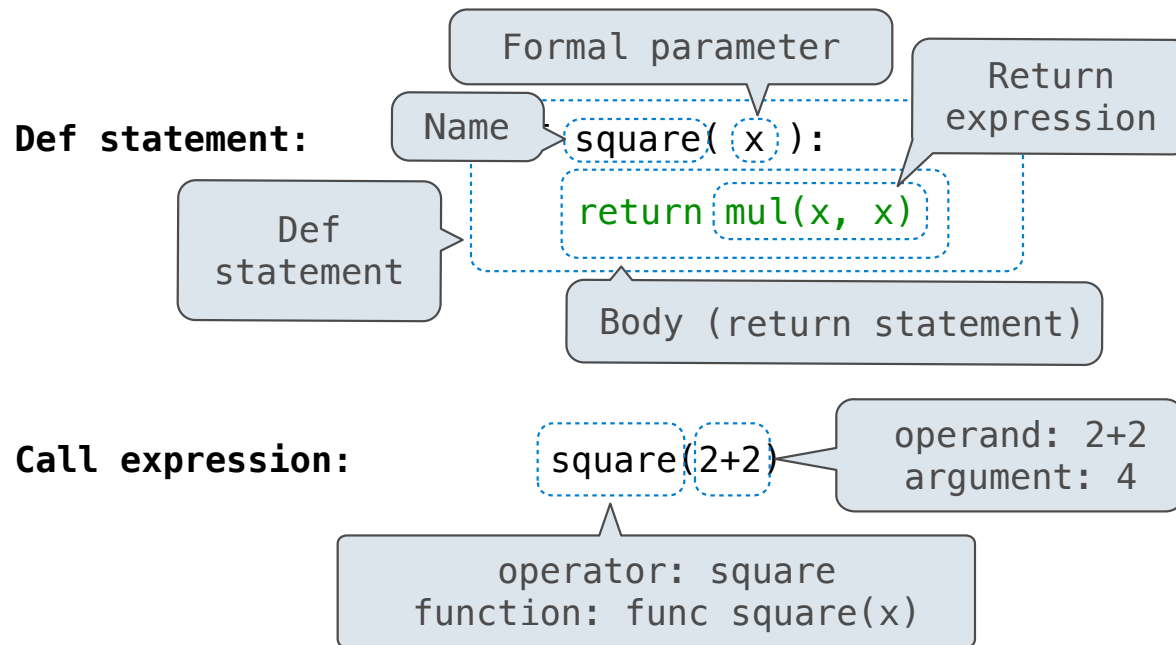 Formal parameter
Return
expression
Def statement:
Name
square( x ):
Def
statement
return mul(x, x)
Body (return statement)
Call expression:
square(2+2)
operand: 2+2
argument: 4
operator: square
function: func square(x)